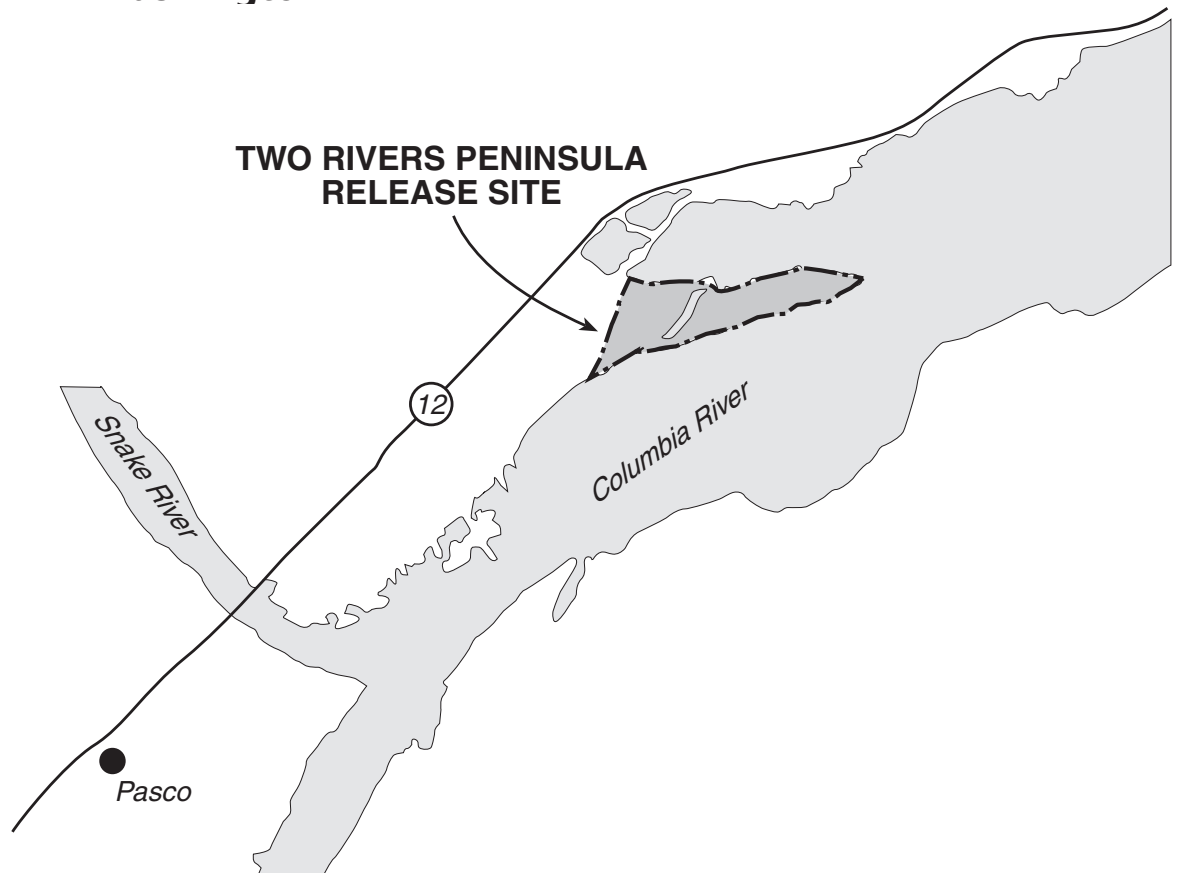 TWO RIVERS PENINSULA
RELEASE SITE
12
Snake River
Columbia River
Pasco